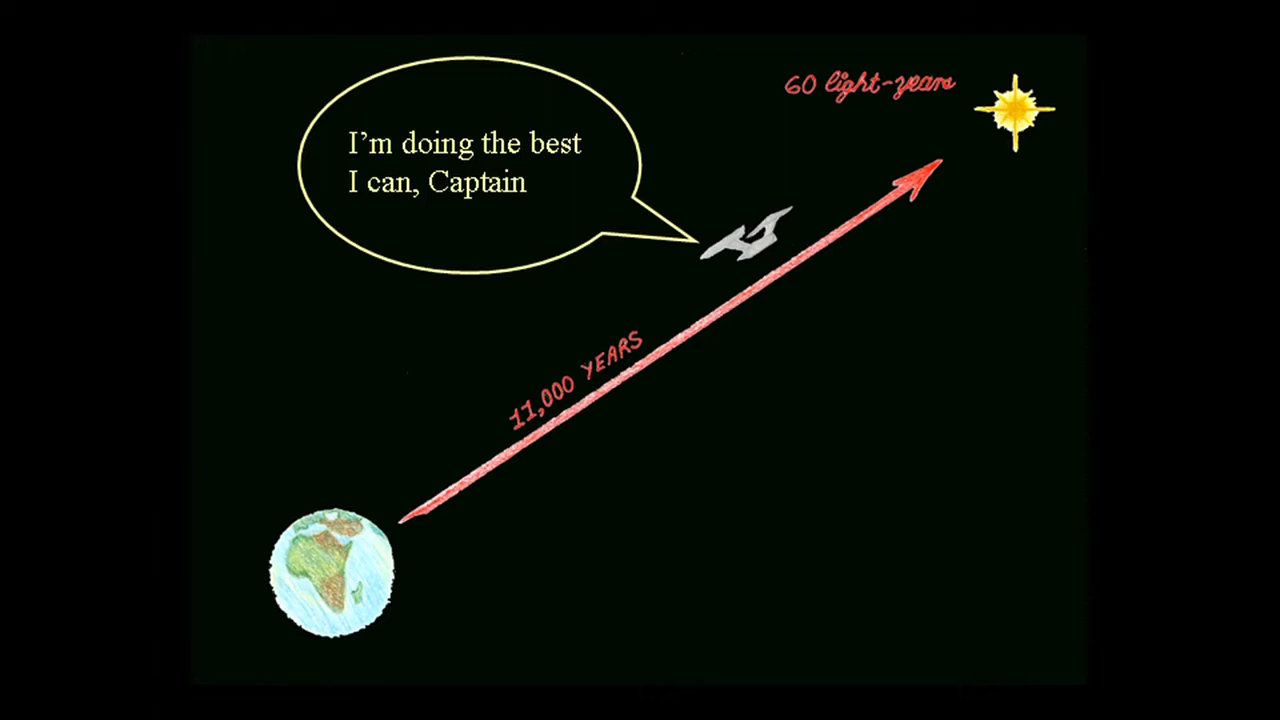 60 light-years
I'm doing the best
I can, Captain
11,000 YEARS